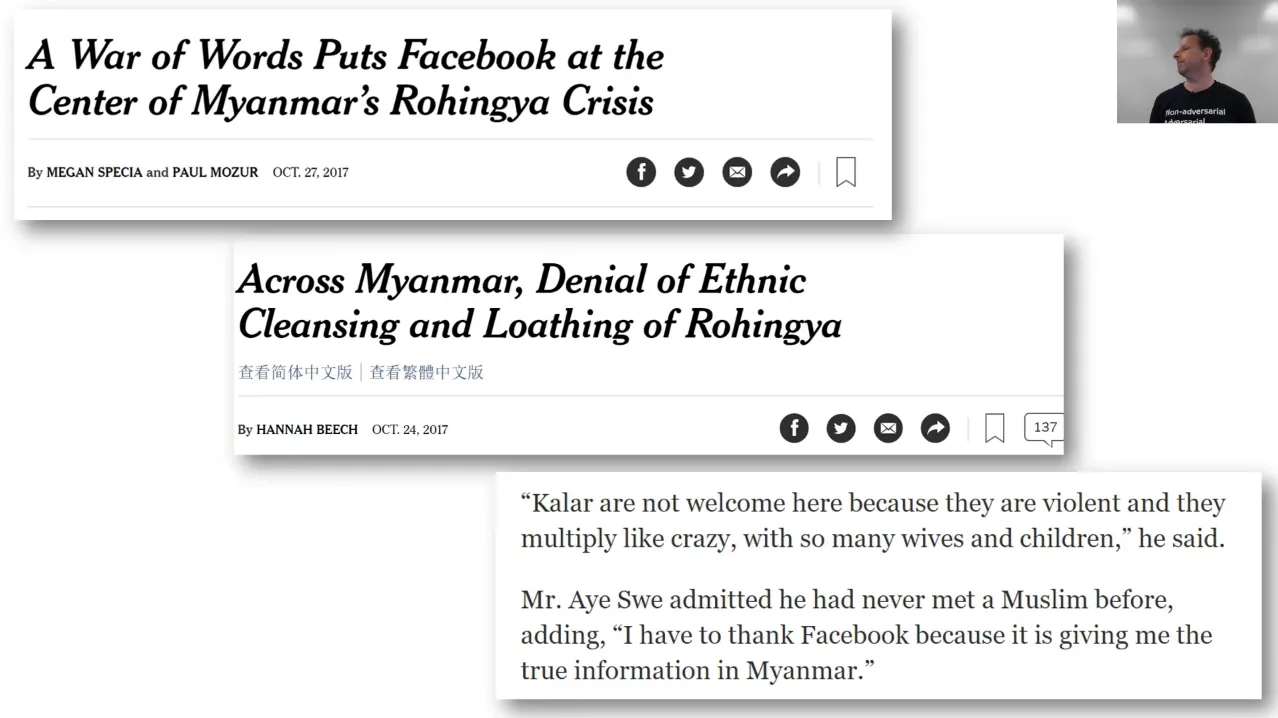 A War of Words Puts Facebook at the
Center of Myanmar’s Rohingya Crisis
By MEGAN SPECIA and PAUL MOZUR OCT. 27, 2017
Across Myanmar, Denial of Ethnic
Cleansing and Loathing of Rohingya
查看简体中文版 | 查看繁體中文版
By HANNAH BEECH OCT. 24, 2017
137
“Kalar are not welcome here because they are violent and they
multiply like crazy, with so many wives and children,” he said.
Mr. Aye Swe admitted he had never met a Muslim before,
adding, “I have to thank Facebook because it is giving me the
true information in Myanmar.”
Non-adversarial